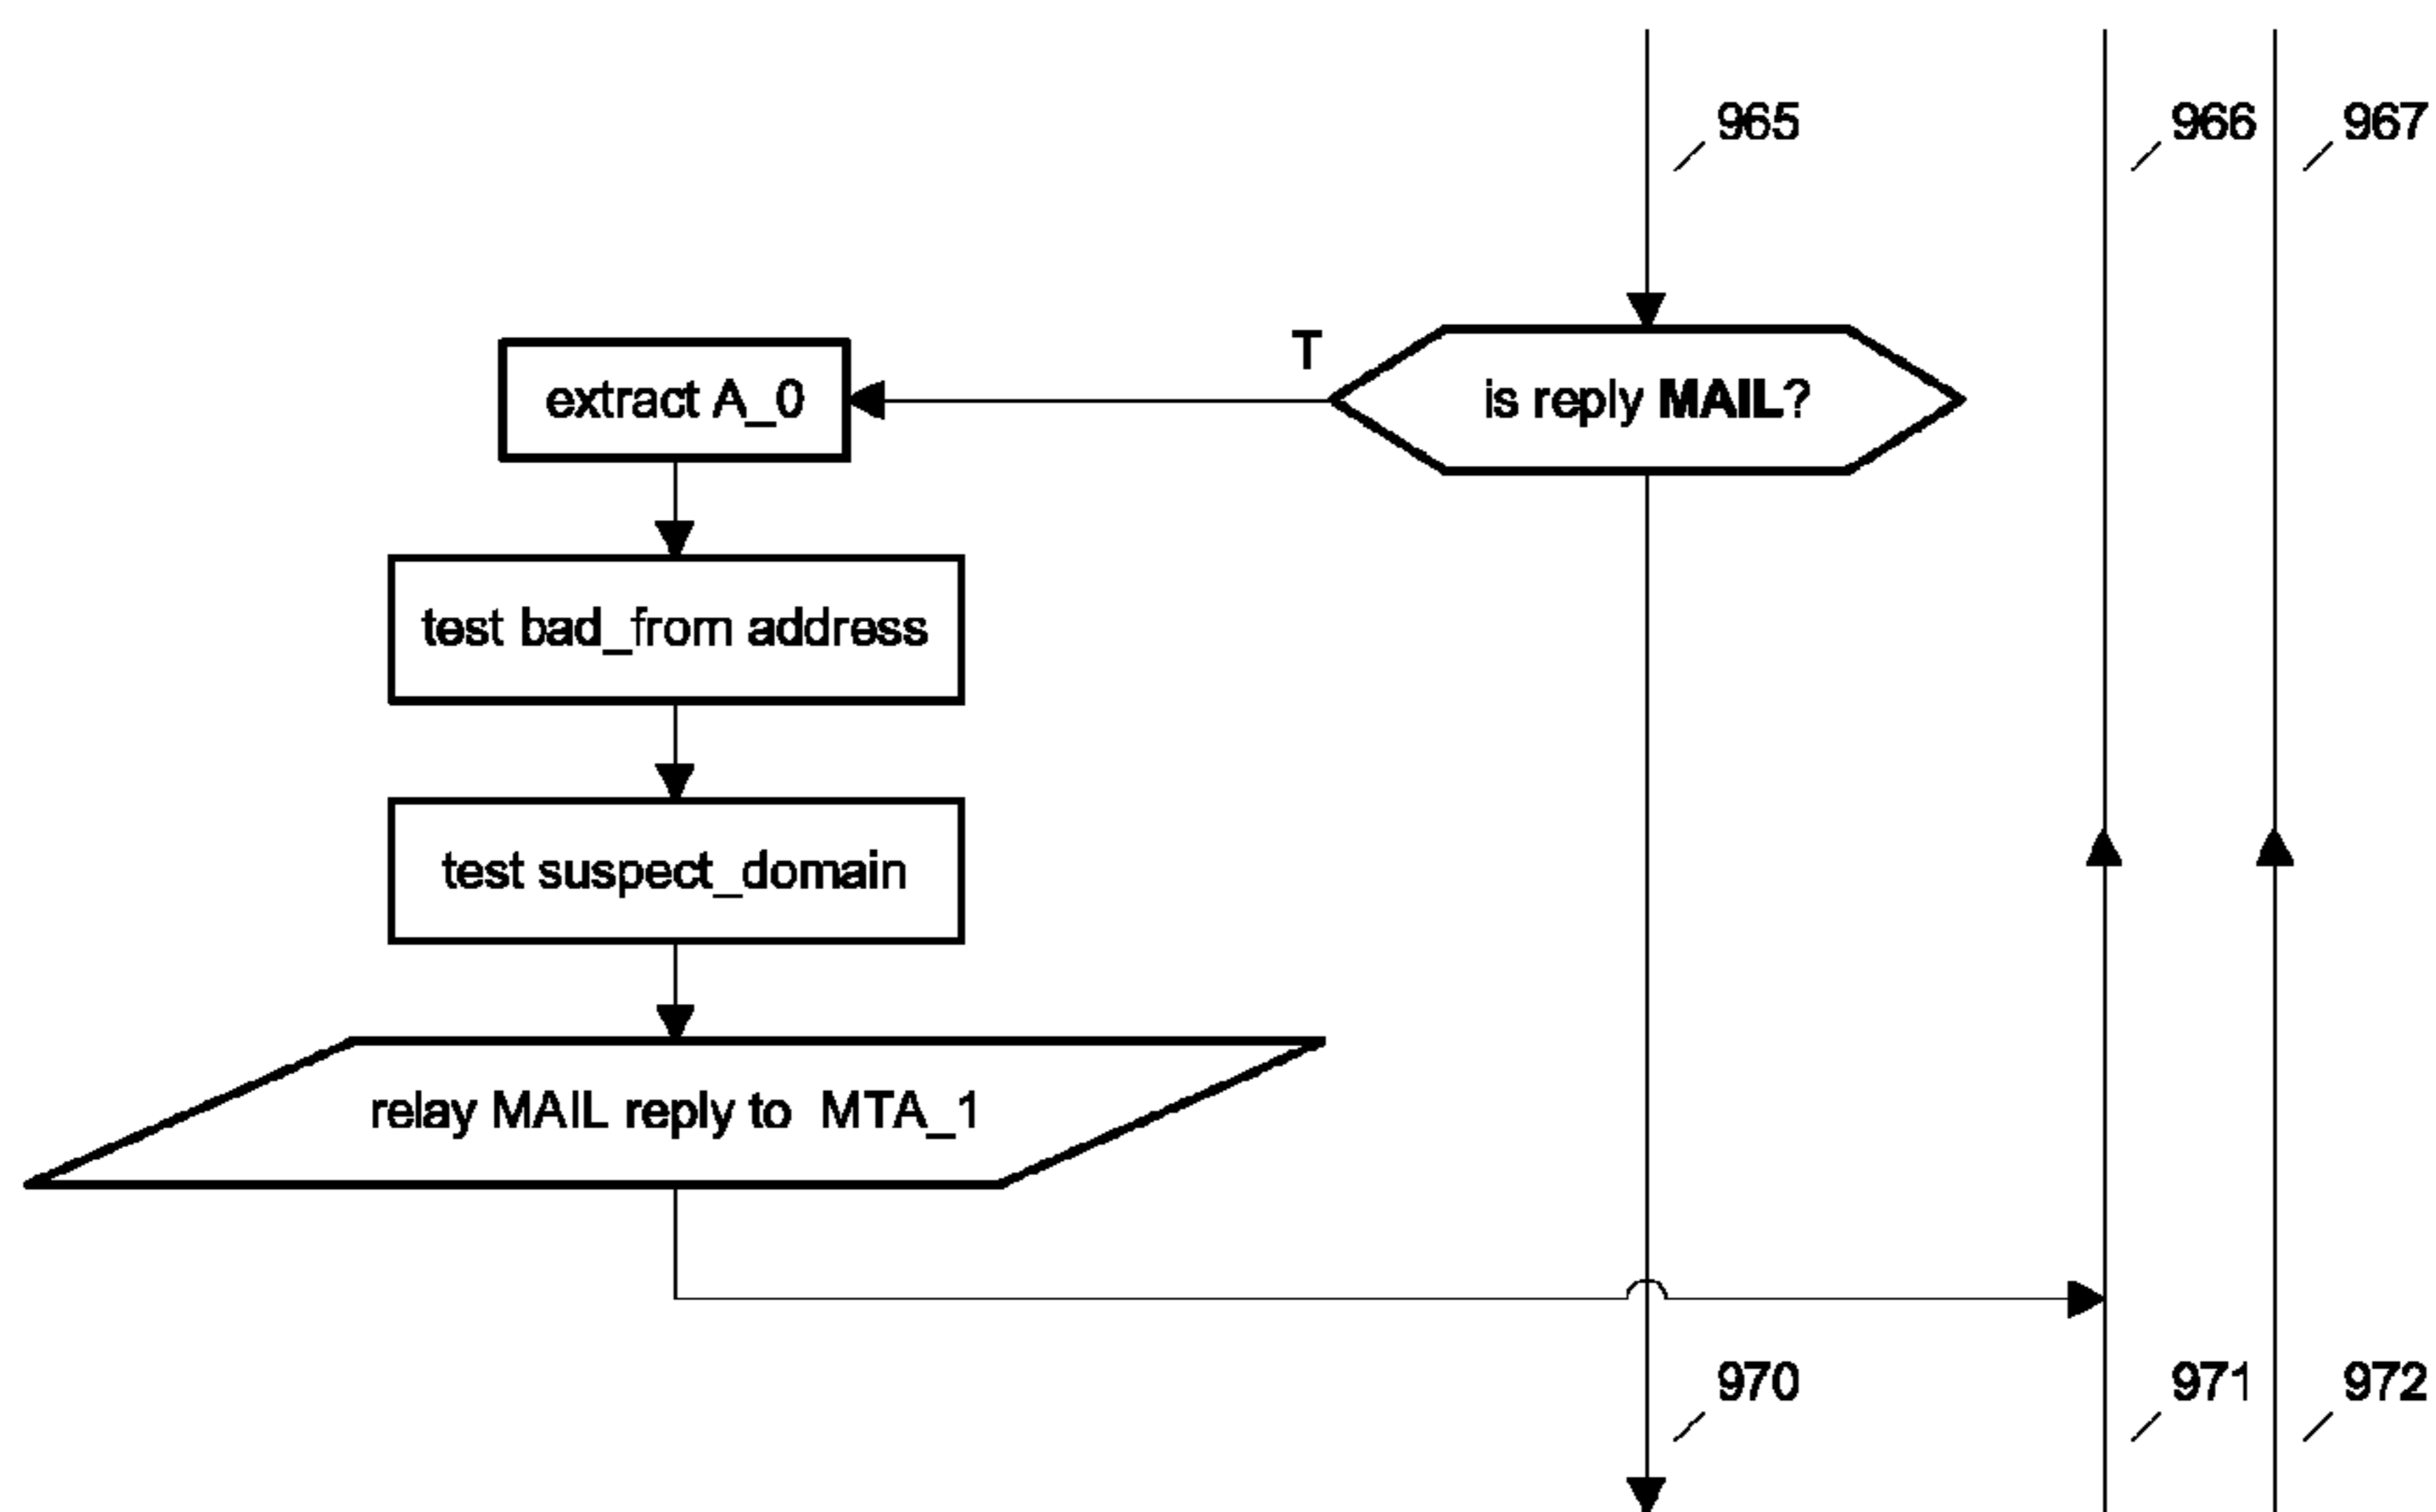 965
966
967
T
is reply MAIL?
extract A_0
test bad_from address
test suspect_domain
relay MAIL reply to MTA_1
970
971
972